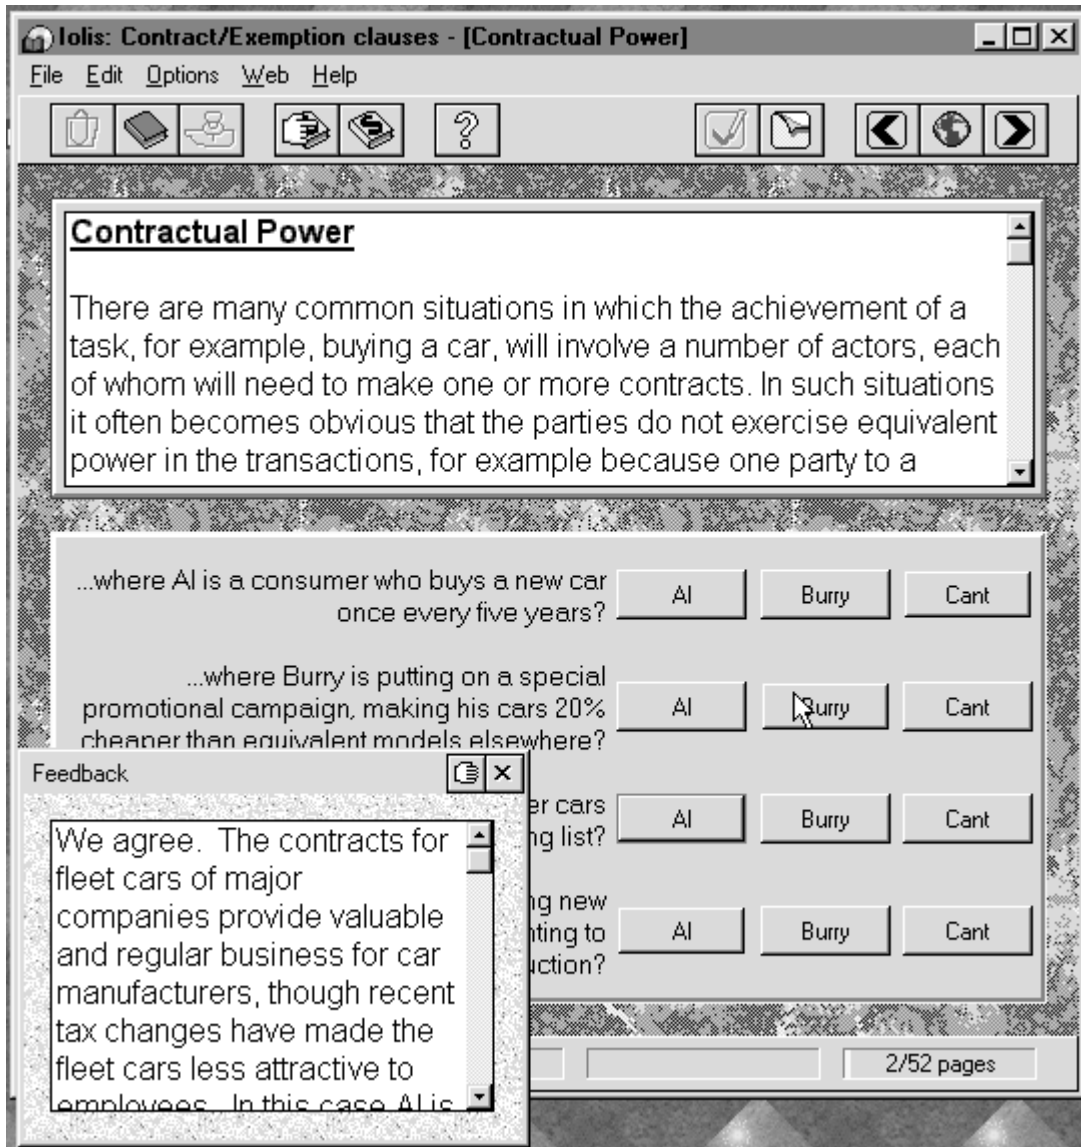 Iolis: Contract/Exemption clauses - [Contractual Power]
File Edit Options Web Help
Contractual Power
There are many common situations in which the achievement of a
task, for example, buying a car, will involve a number of actors, each
of whom will need to make one or more contracts. In such situations
it often becomes obvious that the parties do not exercise equivalent
power in the transactions, for example because one party to a
...where Al is a consumer who buys a new car
once every five years?
Al Burry Cant
...where Burry is putting on a special
promotional campaign, making his cars 20%
cheaper than equivalent models elsewhere?
Al Burry Cant
er cars
ng list?
Al Burry Cant
ng new
nting to
uction?
Al Burry Cant
Feedback
We agree. The contracts for
fleet cars of major
companies provide valuable
and regular business for car
manufacturers, though recent
tax changes have made the
fleet cars less attractive to
employees. In this case Al is
2/52 pages